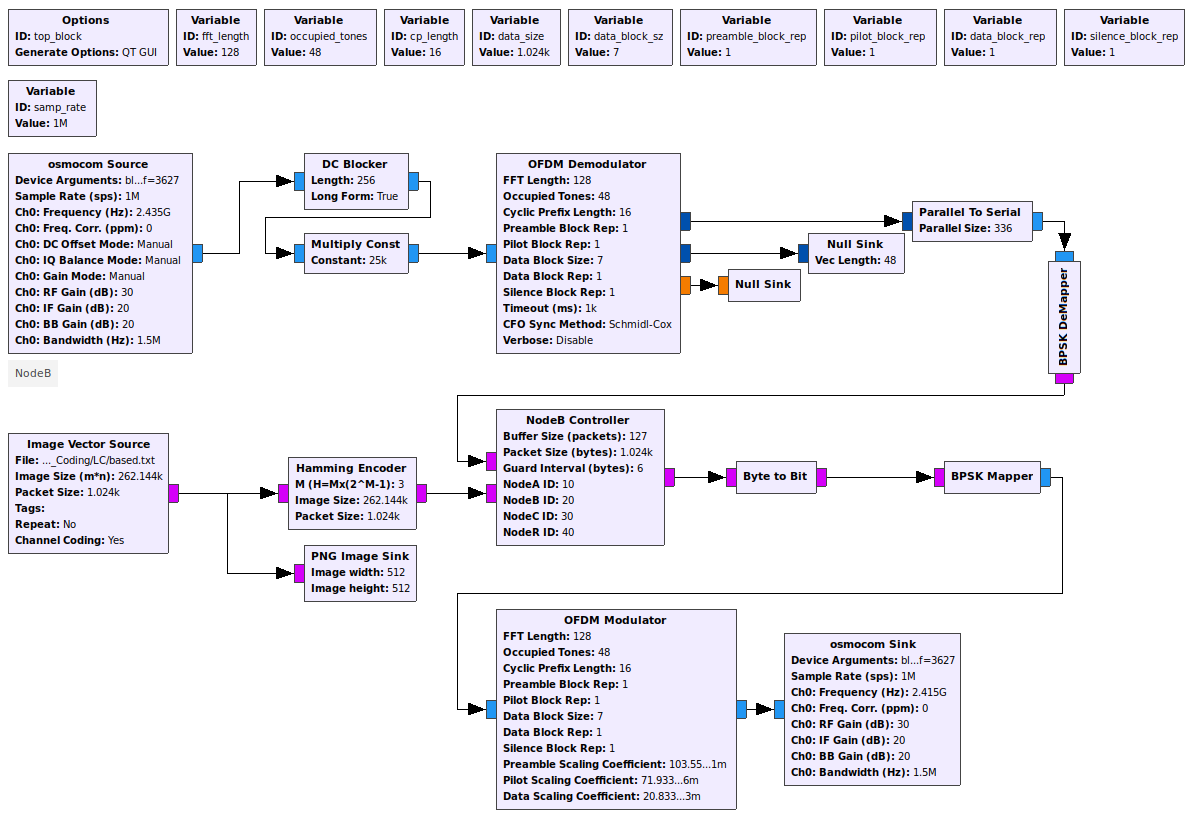 Options
ID: top_block
Generate Options: QT GUI
Variable
ID: fft_length
Value: 128
Variable
ID: occupied_tones
Value: 48
Variable
ID: cp_length
Value: 16
Variable
ID: data_size
Value: 1.024k
Variable
ID: data_block_sz
Value: 7
Variable
ID: preamble_block_rep
Value: 1
Variable
ID: pilot_block_rep
Value: 1
Variable
ID: data_block_rep
Value: 1
Variable
ID: silence_block_rep
Value: 1
Variable
ID: samp_rate
Value: 1M
osmocom Source
Device Arguments: bl...f=3627
Sample Rate (sps): 1M
Ch0: Frequency (Hz): 2.435G
Ch0: Freq. Corr. (ppm): 0
Ch0: DC Offset Mode: Manual
Ch0: IQ Balance Mode: Manual
Ch0: Gain Mode: Manual
Ch0: RF Gain (dB): 30
Ch0: IF Gain (dB): 20
Ch0: BB Gain (dB): 20
Ch0: Bandwidth (Hz): 1.5M
DC Blocker
Length: 256
Long Form: True
Multiply Const
Constant: 25k
OFDM Demodulator
FFT Length: 128
Occupied Tones: 48
Cyclic Prefix Length: 16
Preamble Block Rep: 1
Pilot Block Rep: 1
Data Block Size: 7
Data Block Rep: 1
Silence Block Rep: 1
Timeout (ms): 1k
CFO Sync Method: Schmidl-Cox
Verbose: Disable
Parallel To Serial
Parallel Size: 336
Null Sink
Vec Length: 48
Null Sink
BPSK DeMapper
NodeB
Image Vector Source
File: ..._Coding/LC/based.txt
Image Size (m*n): 262.144k
Packet Size: 1.024k
Tags:
Repeat: No
Channel Coding: Yes
Hamming Encoder
M (H=Mx(2^M-1): 3
Image Size: 262.144k
Packet Size: 1.024k
PNG Image Sink
Image width: 512
Image height: 512
NodeB Controller
Buffer Size (packets): 127
Packet Size (bytes): 1.024k
Guard Interval (bytes): 6
NodeA ID: 10
NodeB ID: 20
NodeC ID: 30
NodeR ID: 40
Byte to Bit
BPSK Mapper
OFDM Modulator
FFT Length: 128
Occupied Tones: 48
Cyclic Prefix Length: 16
Preamble Block Rep: 1
Pilot Block Rep: 1
Data Block Size: 7
Data Block Rep: 1
Silence Block Rep: 1
Preamble Scaling Coefficient: 103.55...1m
Pilot Scaling Coefficient: 71.933...6m
Data Scaling Coefficient: 20.833...3m
osmocom Sink
Device Arguments: bl...f=3627
Sample Rate (sps): 1M
Ch0: Frequency (Hz): 2.415G
Ch0: Freq. Corr. (ppm): 0
Ch0: RF Gain (dB): 30
Ch0: IF Gain (dB): 20
Ch0: BB Gain (dB): 20
Ch0: Bandwidth (Hz): 1.5M